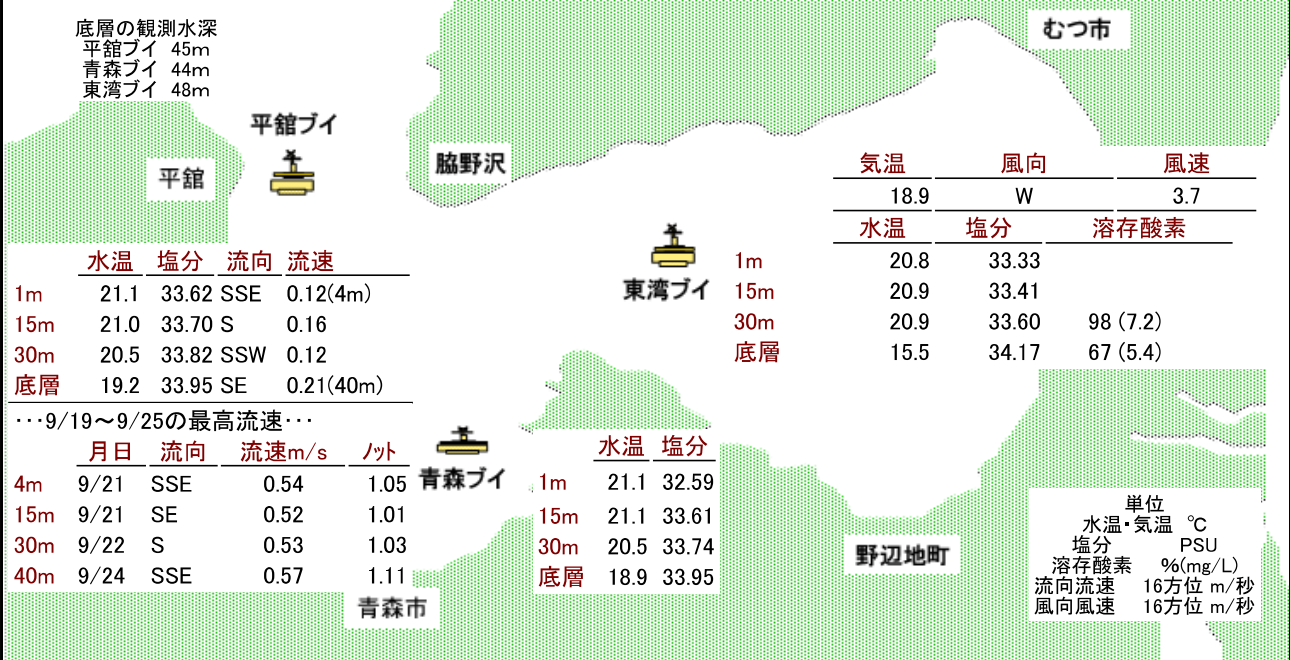 底層の観測水深
平舘ブイ 45m
青森ブイ 44m
東湾ブイ 48m
むつ市
平舘ブイ
脇野沢
平舘
気温 風向 風速
18.9 W 3.7
水温 塩分 溶存酸素
1m 20.8 33.33
15m 20.9 33.41
30m 20.9 33.60 98 (7.2)
底層 15.5 34.17 67 (5.4)
東湾ブイ
水温 塩分 流向 流速
1m 21.1 33.62 SSE 0.12(4m)
15m 21.0 33.70 S 0.16
30m 20.5 33.82 SSW 0.12
底層 19.2 33.95 SE 0.21(40m)
･･･9/19～9/25の最高流速･･･
月日 流向 流速m/s ﾉｯﾄ
4m 9/21 SSE 0.54 1.05
15m 9/21 SE 0.52 1.01
30m 9/22 S 0.53 1.03
40m 9/24 SSE 0.57 1.11
青森ブイ
水温 塩分
1m 21.1 32.59
15m 21.1 33.61
30m 20.5 33.74
底層 18.9 33.95
青森市
野辺地町
単位
水温･気温 ℃
塩分 PSU
溶存酸素 %(mg/L)
流向流速 16方位 m/秒
風向風速 16方位 m/秒